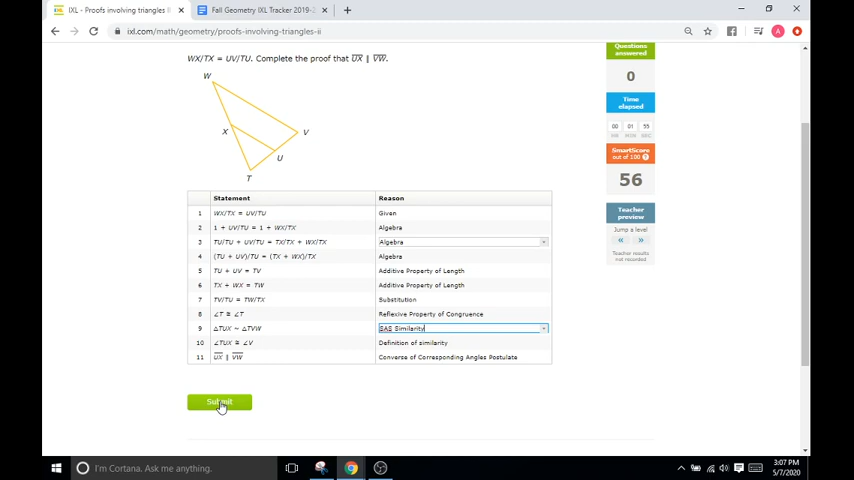 IXL - Proofs involving triangles II
Fall Geometry IXL Tracker 2019-2
ixl.com/math/geometry/proofs-involving-triangles-ii
A
WX/TX = UV/TU. Complete the proof that UX ∥ VW.
W
X
V
U
T
Statement Reason
1 WX/TX = UV/TU Given
2 1 + UV/TU = 1 + WX/TX Algebra
3 TU/TU + UV/TU = TX/TX + WX/TX Algebra
4 (TU + UV)/TU = (TX + WX)/TX Algebra
5 TU + UV = TV Additive Property of Length
6 TX + WX = TW Additive Property of Length
7 TV/TU = TW/TX Substitution
8 ∠T ≅ ∠T Reflexive Property of Congruence
9 △TUX ~ △TVW SAS Similarity
10 ∠TUX ≅ ∠V Definition of similarity
11 UX ∥ VW Converse of Corresponding Angles Postulate
Submit
Questions
answered
0
Time
elapsed
00 01 55
HR MIN SEC
SmartScore
out of 100 ?
56
Teacher
preview
Jump a level
Teacher results
not recorded
I'm Cortana. Ask me anything.
3:07 PM
5/7/2020